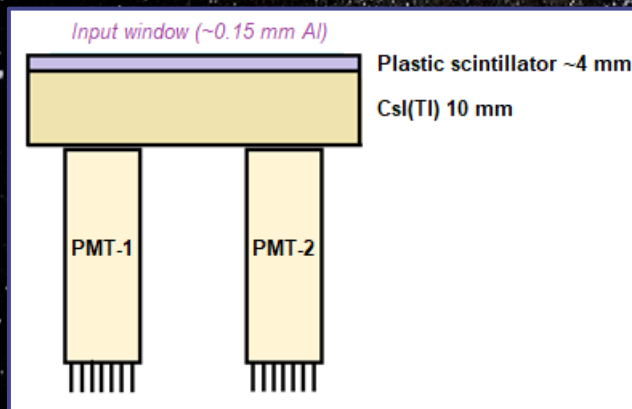 Input window (~0.15 mm Al)
Plastic scintillator ~4 mm
CsI(Tl) 10 mm
PMT-1
PMT-2